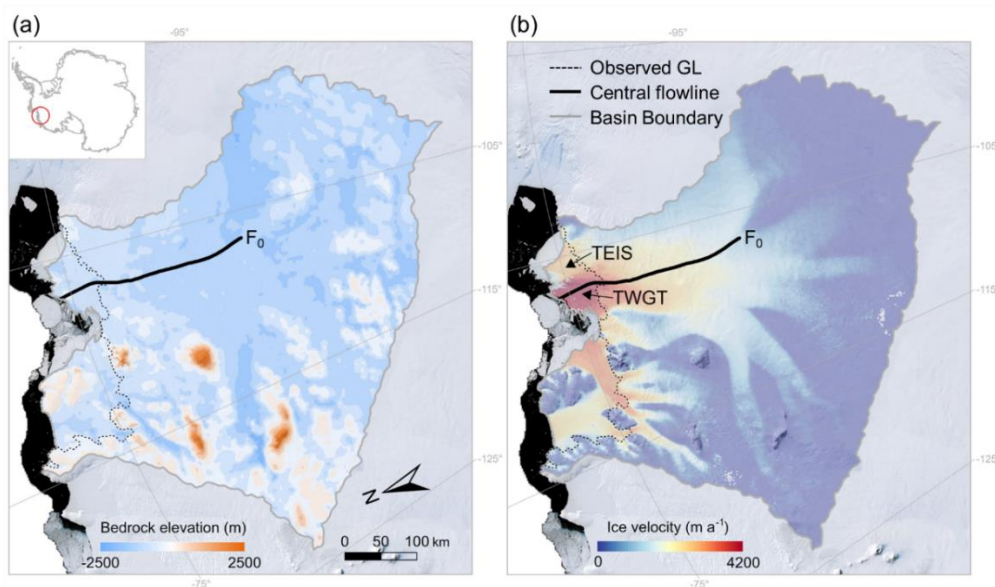 (a)
-95°
-105°
-115°
-125°
-75°
F0
N
Bedrock elevation (m)
-2500
2500
0
50
100 km
(b)
-95°
Observed GL
Central flowline
Basin Boundary
-105°
F0
TEIS
TWGT
-115°
-125°
Ice velocity (m a⁻¹)
0
4200
-75°